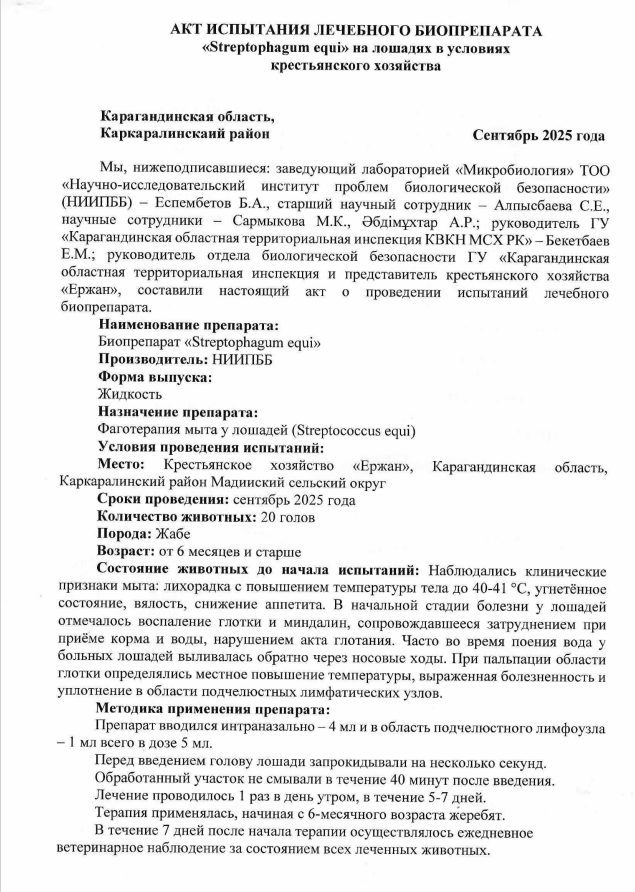 АКТ ИСПЫТАНИЯ ЛЕЧЕБНОГО БИОПРЕПАРАТА
«Streptophagum equi» на лошадях в условиях
крестьянского хозяйства
Карагандинская область,
Каркаралинскаий район Сентябрь 2025 года
Мы, нижеподписавшиеся: заведующий лабораторией «Микробиология» ТОО
«Научно-исследовательский институт проблем биологической безопасности»
(НИИПББ) – Еспембетов Б.А., старший научный сотрудник – Алпысбаева С.Е.,
научные сотрудники – Сармыкова М.К., Әбдімұхтар А.Р.; руководитель ГУ
«Карагандинская областная территориальная инспекция КВКН МСХ РК» – Бекетбаев
Е.М.; руководитель отдела биологической безопасности ГУ «Карагандинская
областная территориальная инспекция и представитель крестьянского хозяйства
«Ержан», составили настоящий акт о проведении испытаний лечебного
биопрепарата.
Наименование препарата:
Биопрепарат «Streptophagum equi»
Производитель: НИИПББ
Форма выпуска:
Жидкость
Назначение препарата:
Фаготерапия мыта у лошадей (Streptococcus equi)
Условия проведения испытаний:
Место: Крестьянское хозяйство «Ержан», Карагандинская область,
Каркаралинский район Мадинский сельский округ
Сроки проведения: сентябрь 2025 года
Количество животных: 20 голов
Порода: Жабе
Возраст: от 6 месяцев и старше
Состояние животных до начала испытаний: Наблюдались клинические
признаки мыта: лихорадка с повышением температуры тела до 40-41 °С, угнетённое
состояние, вялость, снижение аппетита. В начальной стадии болезни у лошадей
отмечалось воспаление глотки и миндалин, сопровождавшееся затруднением при
приёме корма и воды, нарушением акта глотания. Часто во время поения вода у
больных лошадей выливалась обратно через носовые ходы. При пальпации области
глотки определялись местное повышение температуры, выраженная болезненность и
уплотнение в области подчелюстных лимфатических узлов.
Методика применения препарата:
Препарат вводился интраназально – 4 мл и в область подчелюстного лимфоузла
– 1 мл всего в дозе 5 мл.
Перед введением голову лошади запрокидывали на несколько секунд.
Обработанный участок не смывали в течение 40 минут после введения.
Лечение проводилось 1 раз в день утром, в течение 5-7 дней.
Терапия применялась, начиная с 6-месячного возраста жеребят.
В течение 7 дней после начала терапии осуществлялось ежедневное
ветеринарное наблюдение за состоянием всех леченных животных.